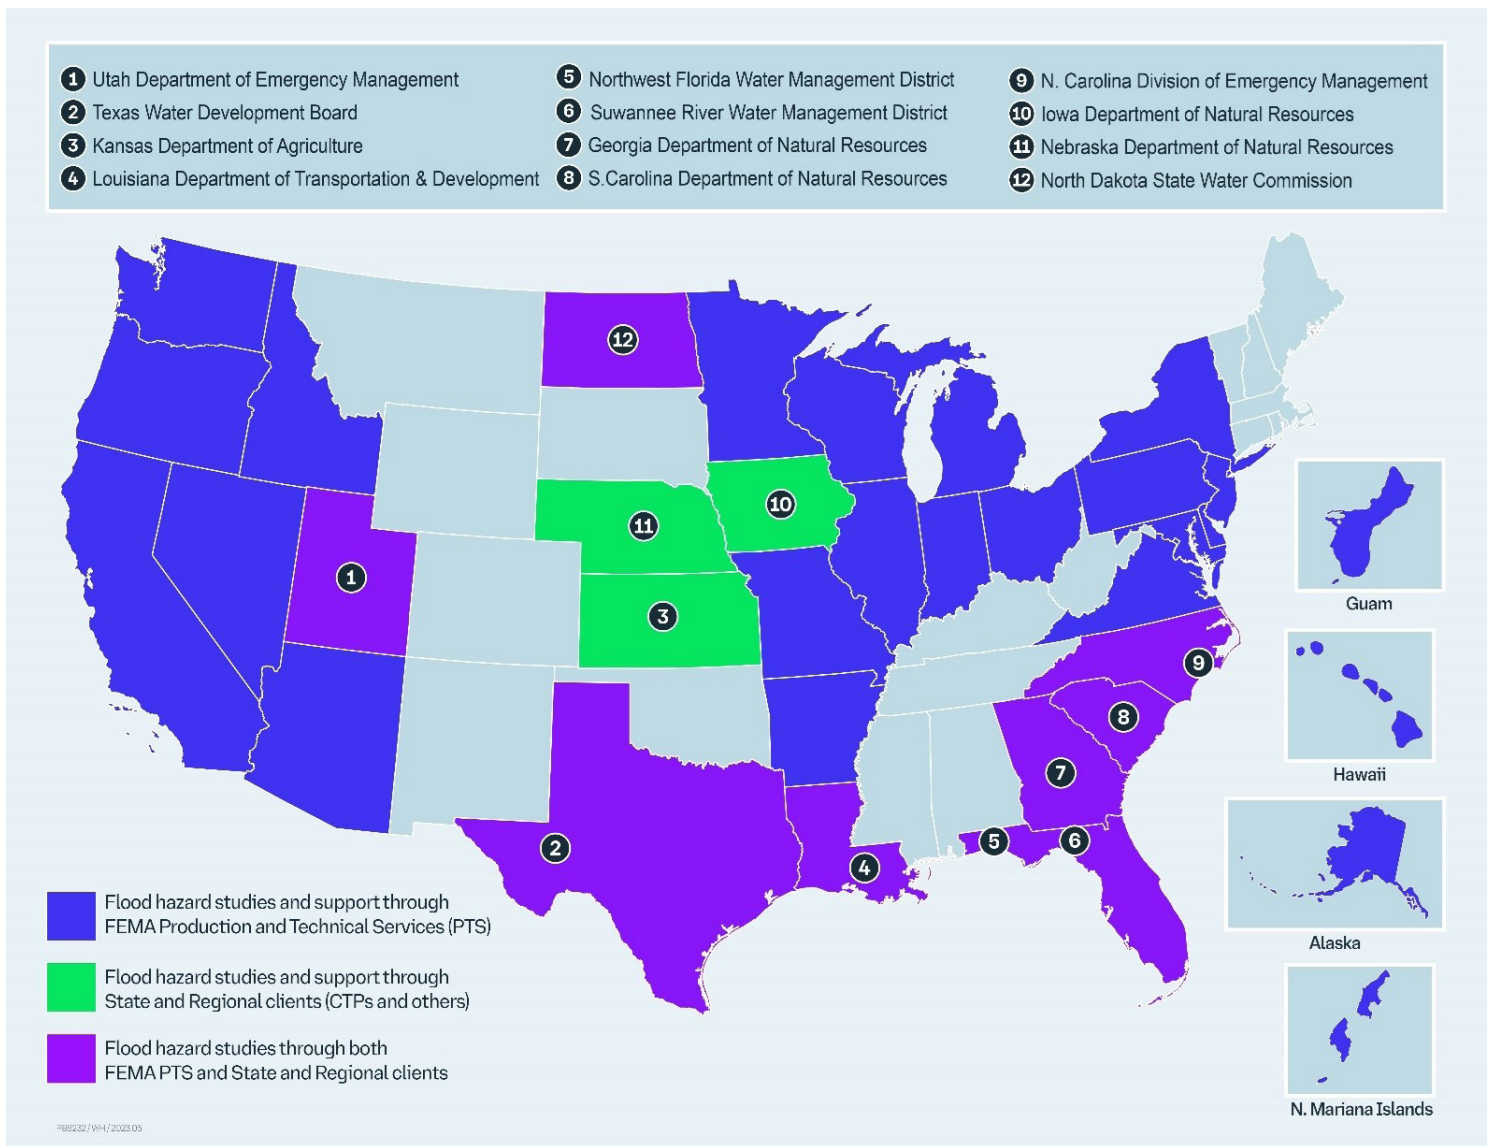 1 Utah Department of Emergency Management
2 Texas Water Development Board
3 Kansas Department of Agriculture
4 Louisiana Department of Transportation & Development
5 Northwest Florida Water Management District
6 Suwannee River Water Management District
7 Georgia Department of Natural Resources
8 S.Carolina Department of Natural Resources
9 N. Carolina Division of Emergency Management
10 Iowa Department of Natural Resources
11 Nebraska Department of Natural Resources
12 North Dakota State Water Commission
12
10
11
1
3
9
8
7
2
4
5
6
Guam
Hawaii
Alaska
N. Mariana Islands
Flood hazard studies and support through
FEMA Production and Technical Services (PTS)
Flood hazard studies and support through
State and Regional clients (CTPs and others)
Flood hazard studies through both
FEMA PTS and State and Regional clients